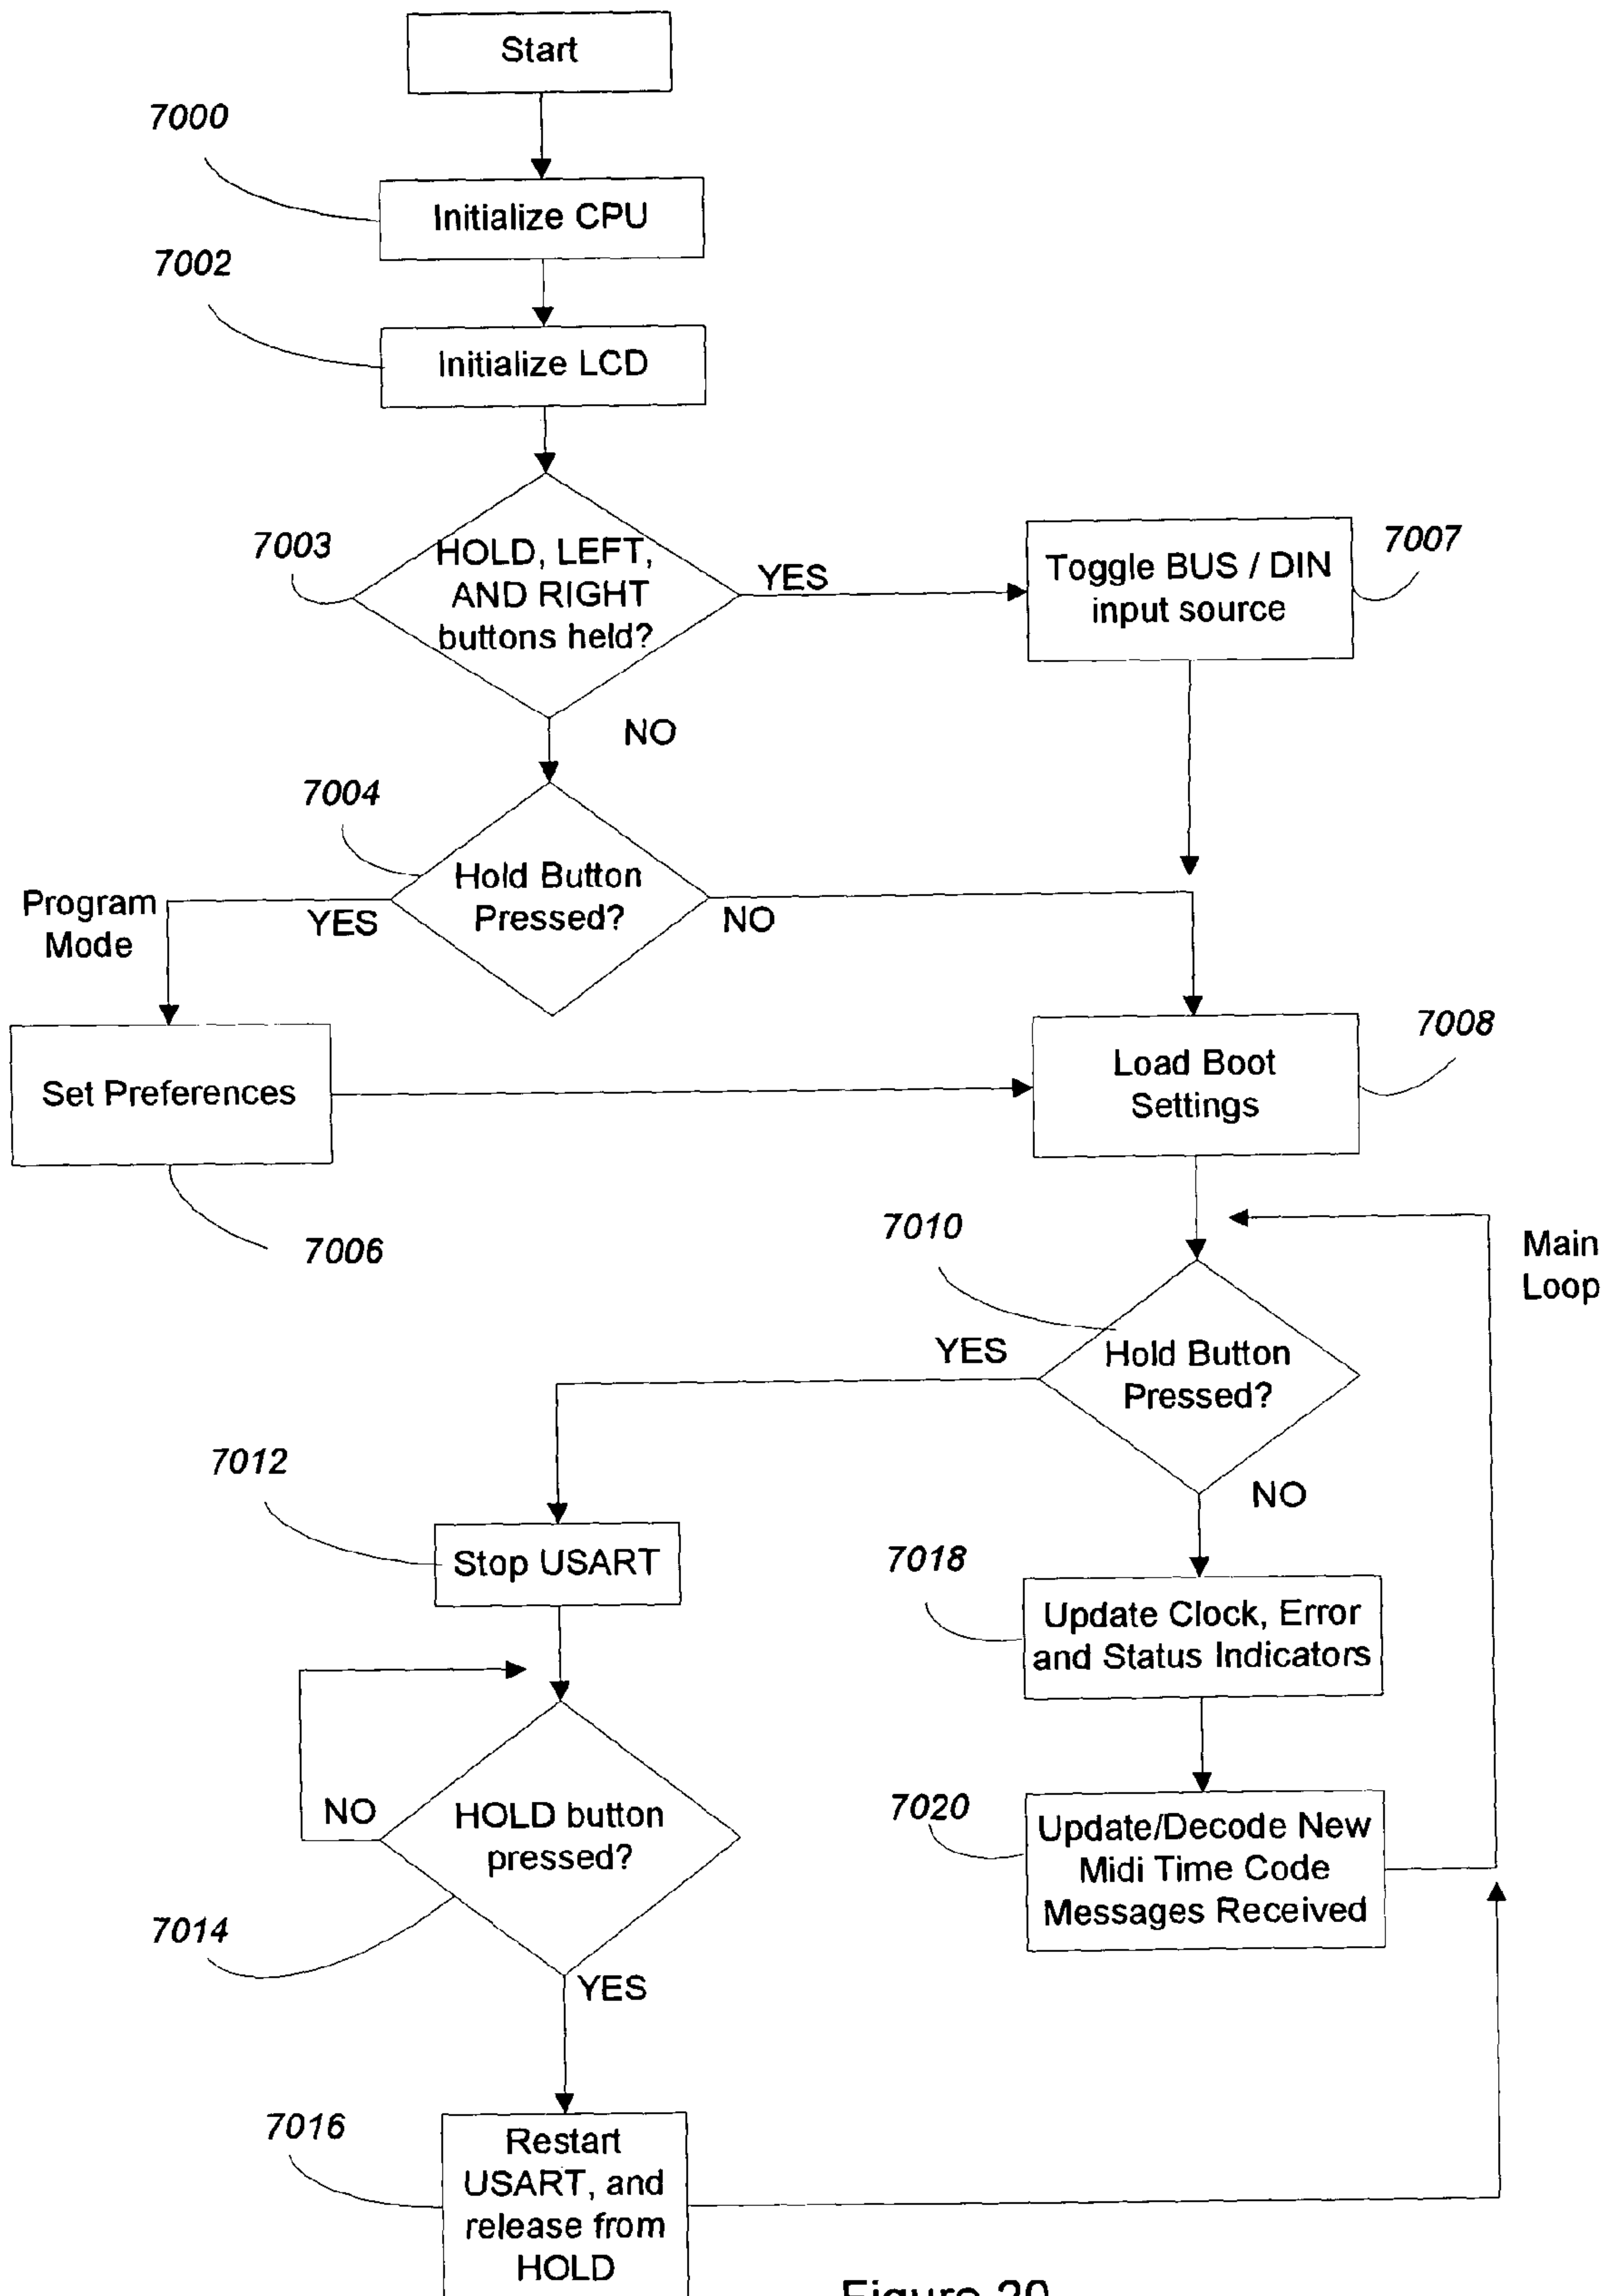 Start
7000
Initialize CPU
7002
Initialize LCD
7003
HOLD, LEFT,
AND RIGHT
buttons held?
YES
Toggle BUS / DIN
input source
7007
NO
7004
Hold Button
Pressed?
Program
Mode
YES
NO
Set Preferences
7006
Load Boot
Settings
7008
7010
Main
Loop
Hold Button
Pressed?
YES
NO
7012
Stop USART
7018
Update Clock, Error
and Status Indicators
NO
HOLD button
pressed?
7014
YES
7020
Update/Decode New
Midi Time Code
Messages Received
7016
Restart
USART, and
release from
HOLD